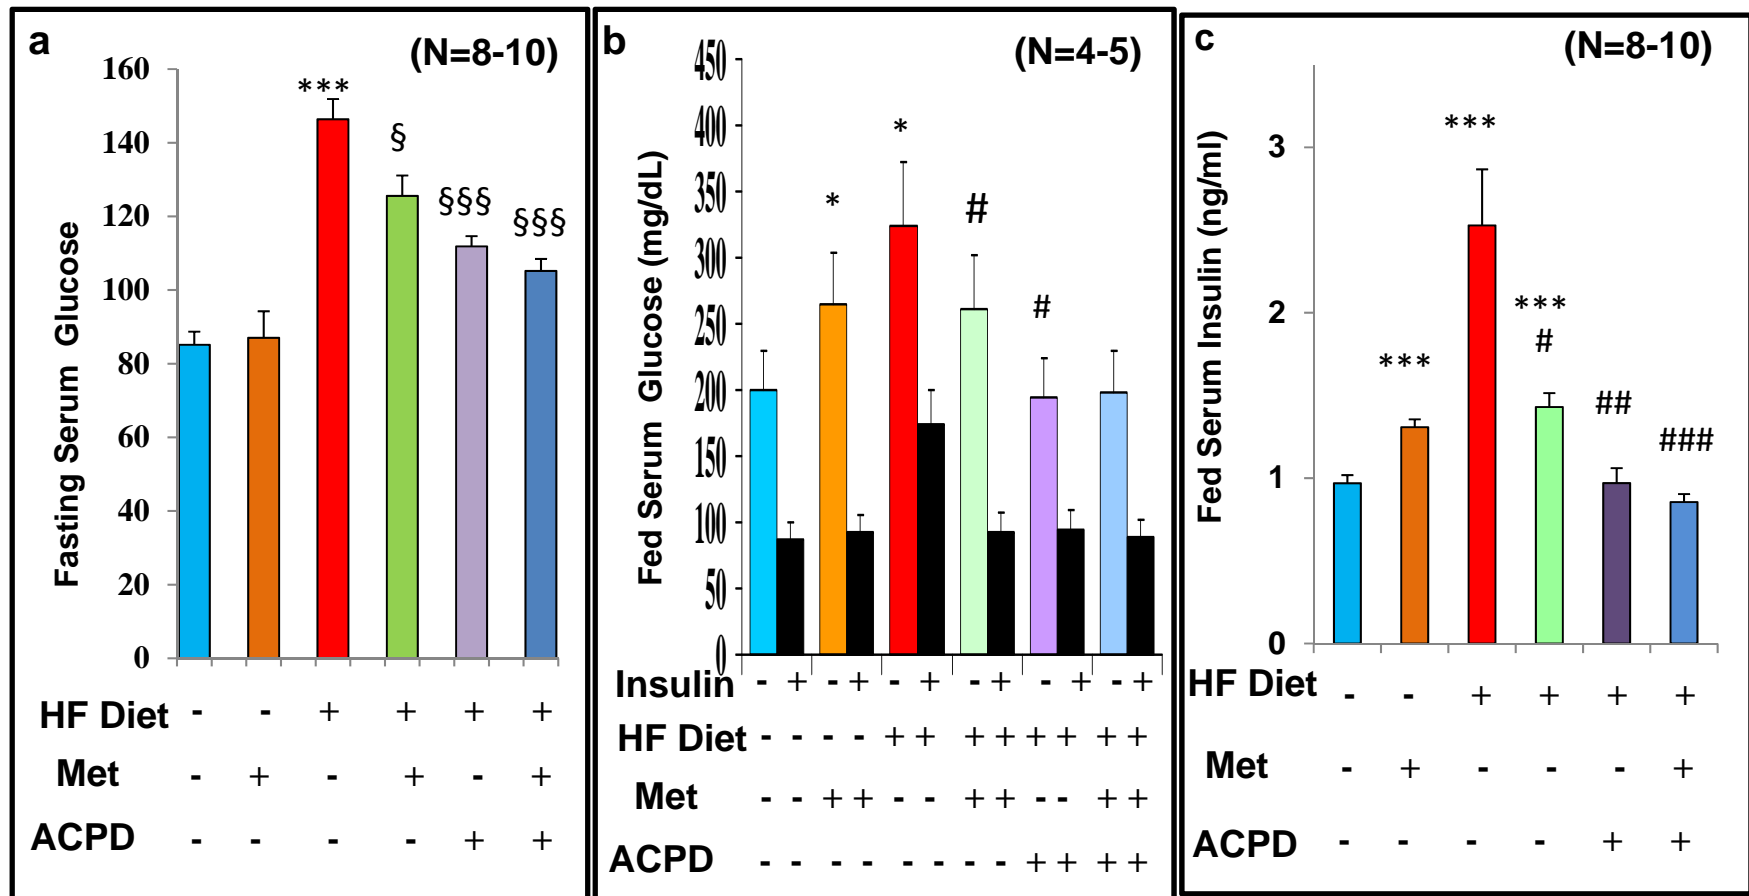 a
(N=8-10)
160
140
120
100
80
60
40
20
0
Fasting Serum Glucose
***
§
§§§
§§§
HF Diet - - + + + +
Met - + - + - +
ACPD - - - - + +
b
(N=4-5)
450
400
350
300
250
200
150
100
50
0
Fed Serum Glucose (mg/dL)
*
*
#
#
Insulin - + - + - + - + - + - +
HF Diet - - - - + + + + + + + +
Met - - + + - - + + - - + +
ACPD - - - - - - - - + + + +
c
(N=8-10)
3
2
1
0
Fed Serum Insulin (ng/ml)
***
***
***
#
##
###
HF Diet - - + + + +
Met - + - - - +
ACPD - - - - + +